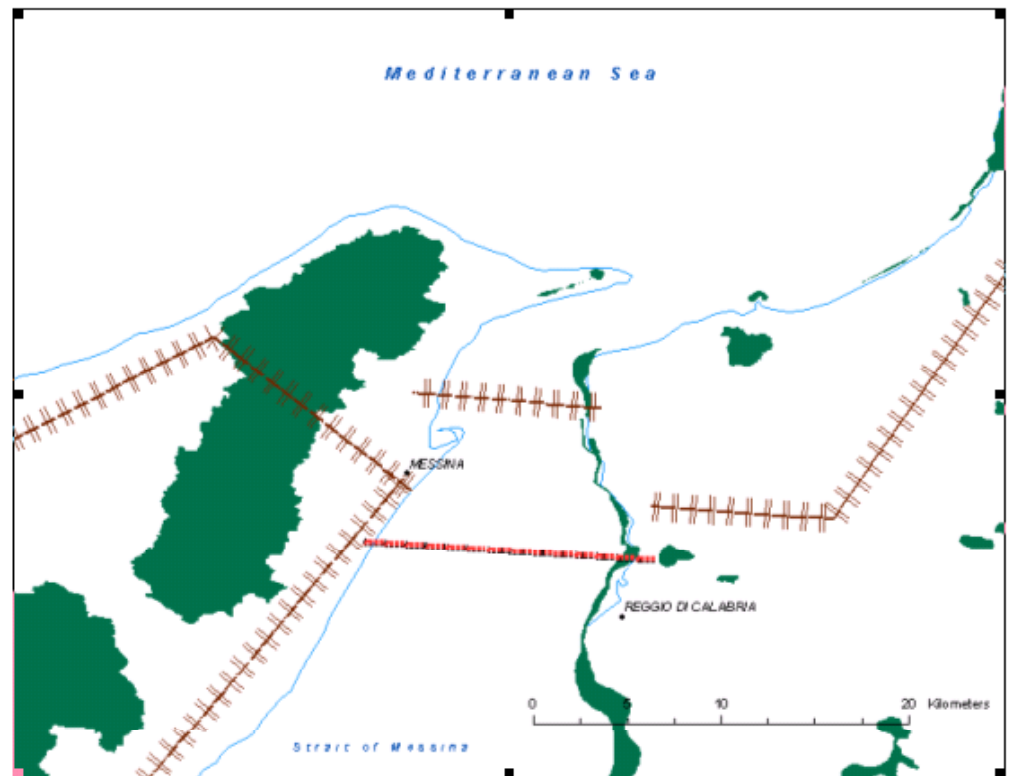 Mediterranean Sea
MESSINA
REGGIO DI CALABRIA
0 5 10 20 Kilometers
Strait of Messina